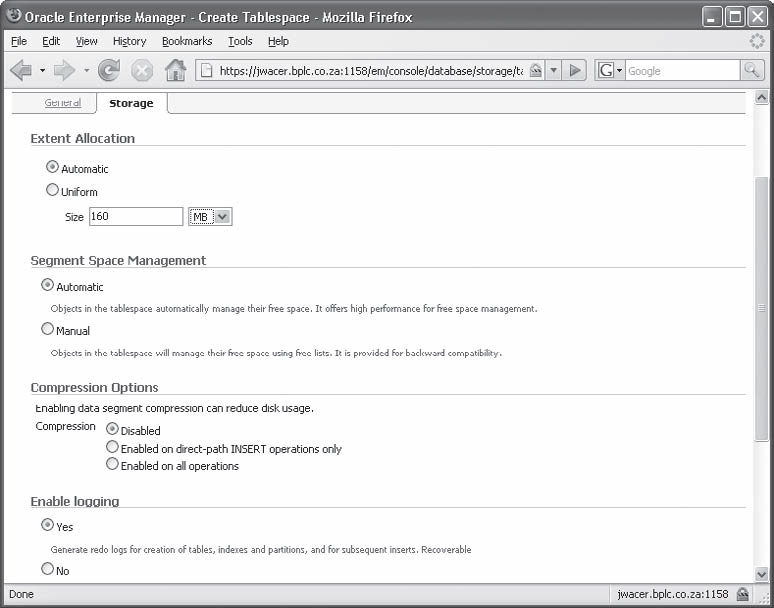 Oracle Enterprise Manager - Create Tablespace - Mozilla Firefox
File Edit View History Bookmarks Tools Help
https://jwacer.bplc.co.za:1158/em/console/database/storage/ta
G Google
General Storage
Extent Allocation
Automatic
Uniform
Size 160 MB
Segment Space Management
Automatic
Objects in the tablespace automatically manage their free space. It offers high performance for free space management.
Manual
Objects in the tablespace will manage their free space using free lists. It is provided for backward compatibility.
Compression Options
Enabling data segment compression can reduce disk usage.
Compression Disabled
Enabled on direct-path INSERT operations only
Enabled on all operations
Enable logging
Yes
Generate redo logs for creation of tables, indexes and partitions, and for subsequent inserts. Recoverable
No
Done jwacer.bplc.co.za:1158